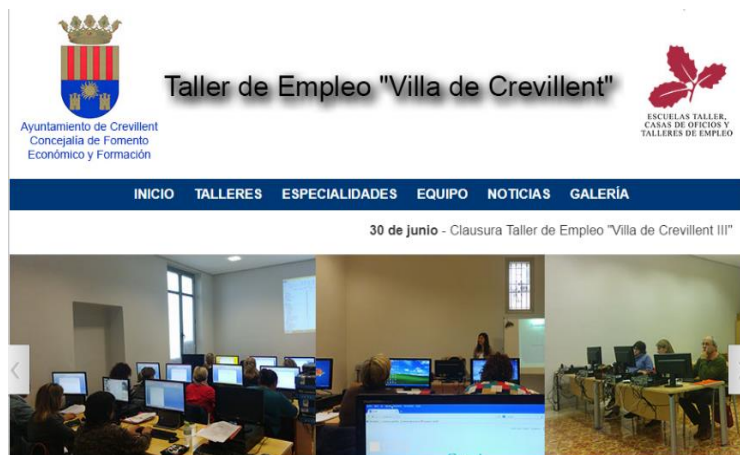 Taller de Empleo "Villa de Crevillent"
Ayuntamiento de Crevillent
Concejalía de Fomento
Económico y Formación
ESCUELAS TALLER,
CASAS DE OFICIOS Y
TALLERES DE EMPLEO
INICIO TALLERES ESPECIALIDADES EQUIPO NOTICIAS GALERÍA
30 de junio - Clausura Taller de Empleo "Villa de Crevillent III"